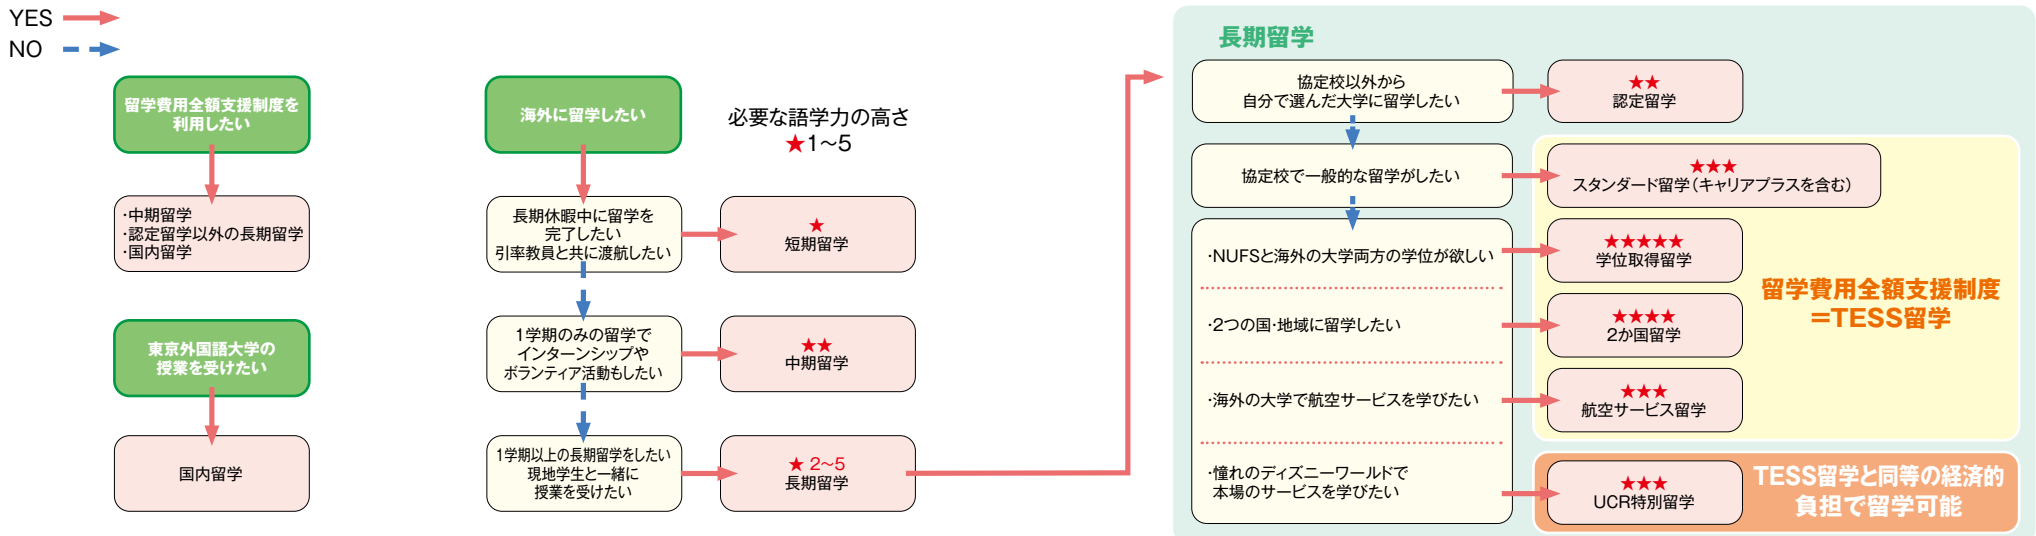 YES
NO
留学費用全額支援制度を
利用したい
・中期留学
・認定留学以外の長期留学
・国内留学
東京外国語大学の
授業を受けたい
国内留学
海外に留学したい
必要な語学力の高さ
★1〜5
長期休暇中に留学を
完了したい
引率教員と共に渡航したい
★
短期留学
1学期のみの留学で
インターンシップや
ボランティア活動もしたい
★★
中期留学
1学期以上の長期留学をしたい
現地学生と一緒に
授業を受けたい
★ 2〜5
長期留学
長期留学
協定校以外から
自分で選んだ大学に留学したい
★★
認定留学
協定校で一般的な留学がしたい
★★★
スタンダード留学（キャリアプラスを含む）
・NUFSと海外の大学両方の学位が欲しい
★★★★★
学位取得留学
・2つの国・地域に留学したい
★★★★
2か国留学
・海外の大学で航空サービスを学びたい
★★★
航空サービス留学
留学費用全額支援制度
＝TESS留学
・憧れのディズニーワールドで
本場のサービスを学びたい
★★★
UCR特別留学
TESS留学と同等の経済的
負担で留学可能